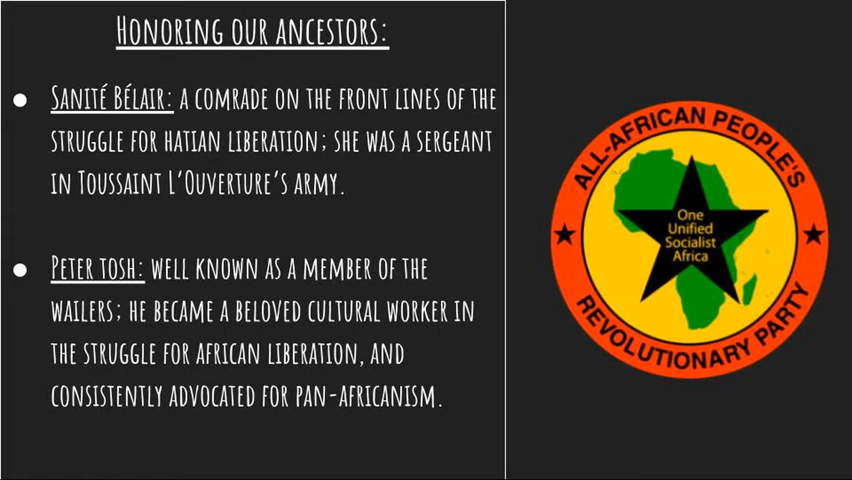 Honoring our ancestors:
Sanité Bélair: a comrade on the front lines of the
struggle for Hatian liberation; she was a sergeant
in Toussaint L'Ouverture's army.
Peter Tosh: well known as a member of the
Wailers; he became a beloved cultural worker in
the struggle for African liberation, and
consistently advocated for pan-africanism.
ALL-AFRICAN PEOPLE'S
One
Unified
Socialist
Africa
REVOLUTIONARY PARTY